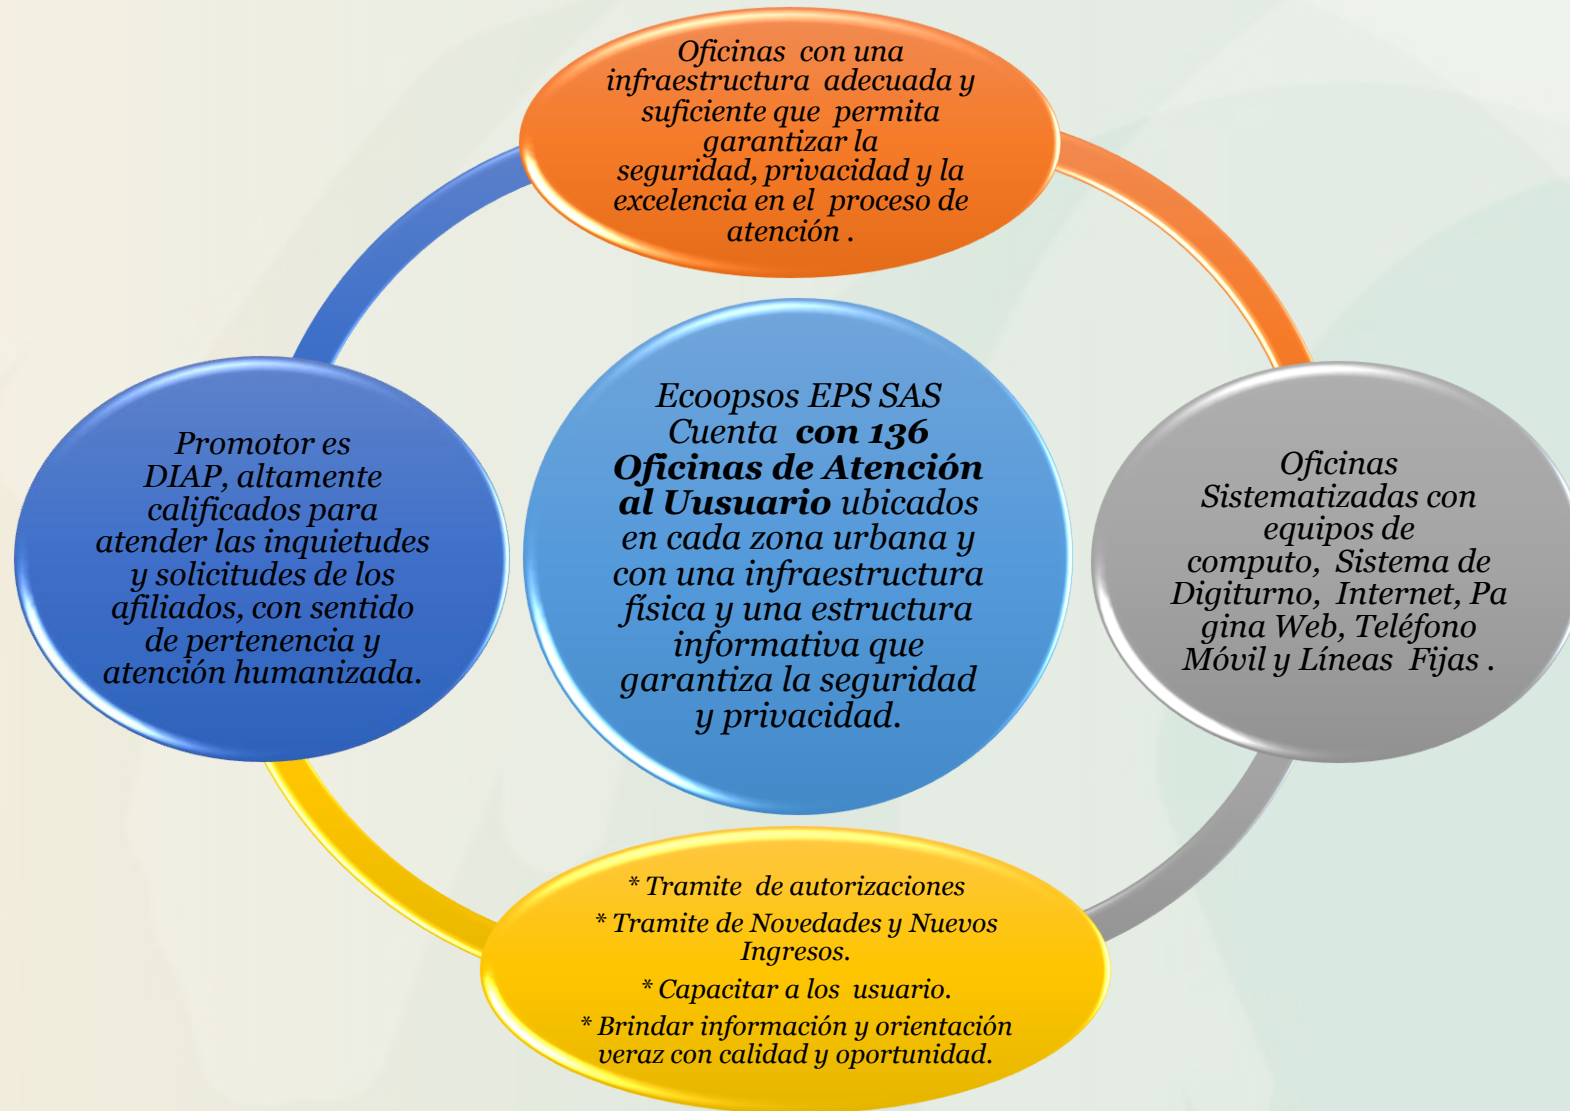 Oficinas con una
infraestructura adecuada y
suficiente que permita
garantizar la
seguridad, privacidad y la
excelencia en el proceso de
atención .
Promotor es
DIAP, altamente
calificados para
atender las inquietudes
y solicitudes de los
afiliados, con sentido
de pertenencia y
atención humanizada.
Ecoopsos EPS SAS
Cuenta con 136
Oficinas de Atención
al Uusuario ubicados
en cada zona urbana y
con una infraestructura
física y una estructura
informativa que
garantiza la seguridad
y privacidad.
Oficinas
Sistematizadas con
equipos de
computo, Sistema de
Digiturno, Internet, Pa
gina Web, Teléfono
Móvil y Líneas Fijas .
* Tramite de autorizaciones
* Tramite de Novedades y Nuevos
Ingresos.
* Capacitar a los usuario.
* Brindar información y orientación
veraz con calidad y oportunidad.